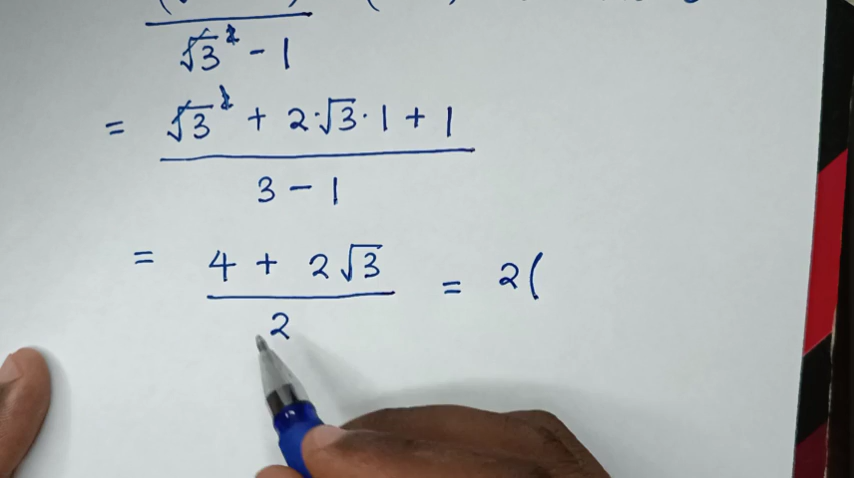 √3² - 1
= √3² + 2·√3·1 + 1
3 - 1
= 4 + 2√3 = 2(
2